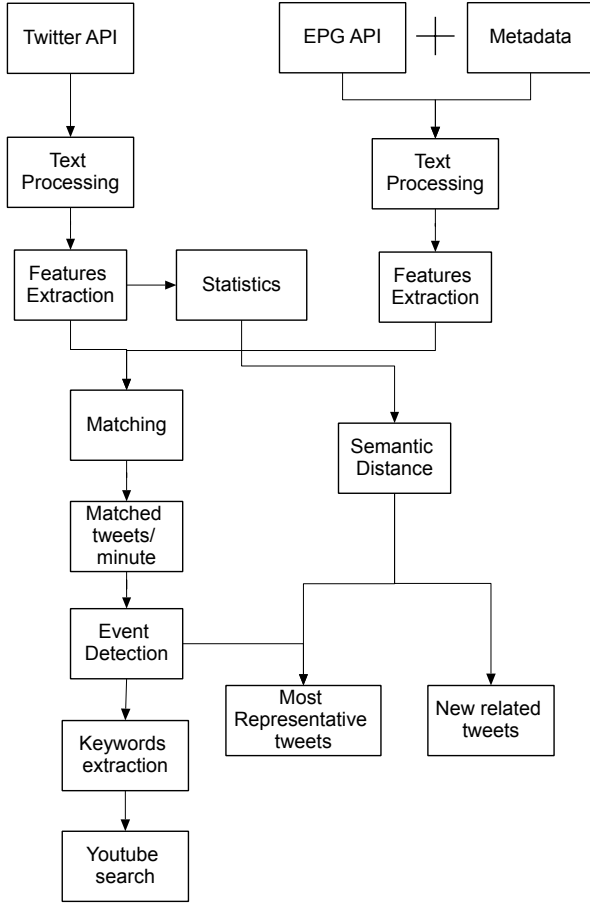 Twitter API
EPG API
Metadata
Text
Processing
Text
Processing
Features
Extraction
Statistics
Features
Extraction
Matching
Semantic
Distance
Matched
tweets/
minute
Event
Detection
Most
Representative
tweets
New related
tweets
Keywords
extraction
Youtube
search